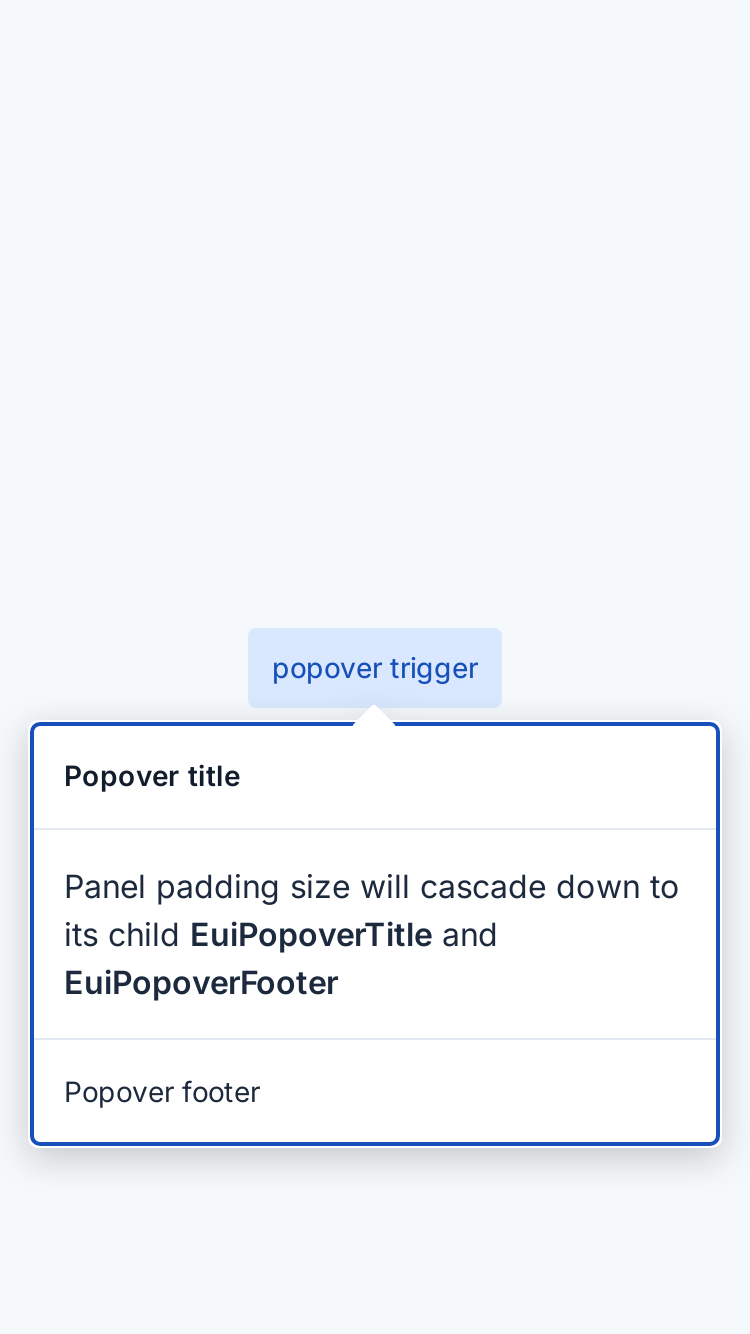 popover trigger
Popover title
Panel padding size will cascade down to
its child EuiPopoverTitle and
EuiPopoverFooter
Popover footer